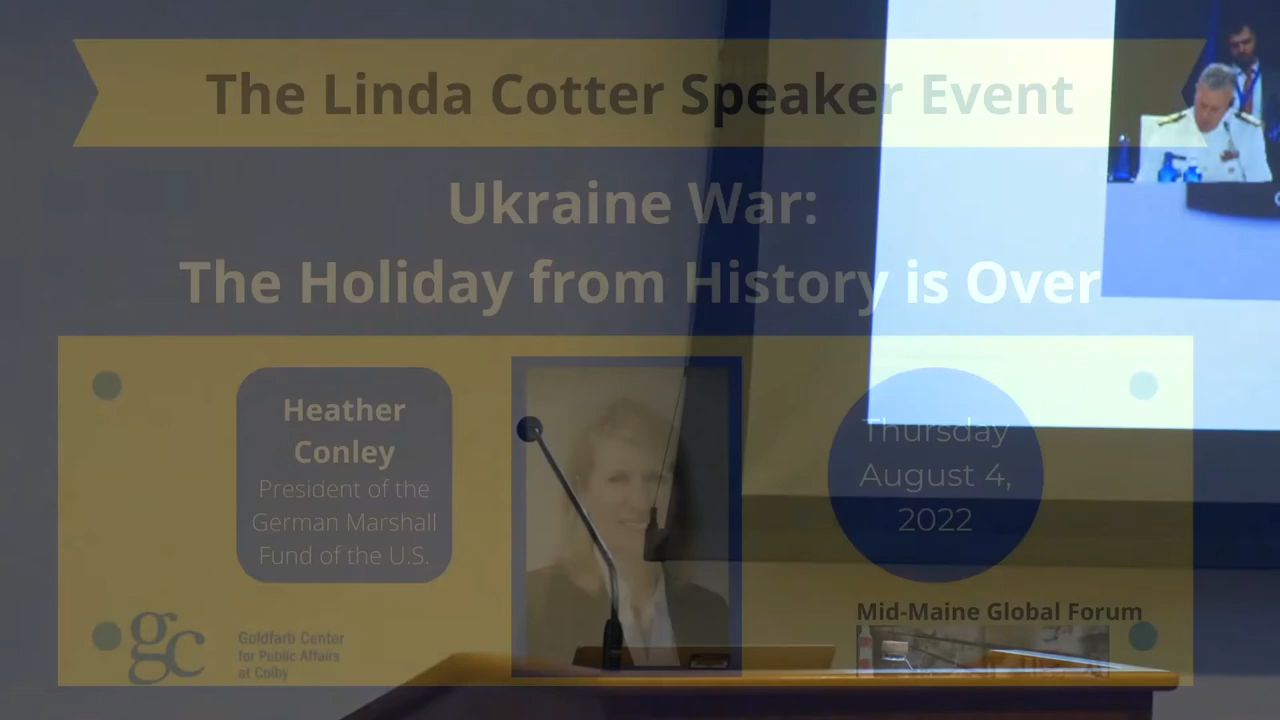 The Linda Cotter Speaker Event
Ukraine War:
The Holiday from History is Over
Heather
Conley
President of the
German Marshall
Fund of the U.S.
Thursday
August 4,
2022
Mid-Maine Global Forum
gc
Goldfarb Center
for Public Affairs
at Colby